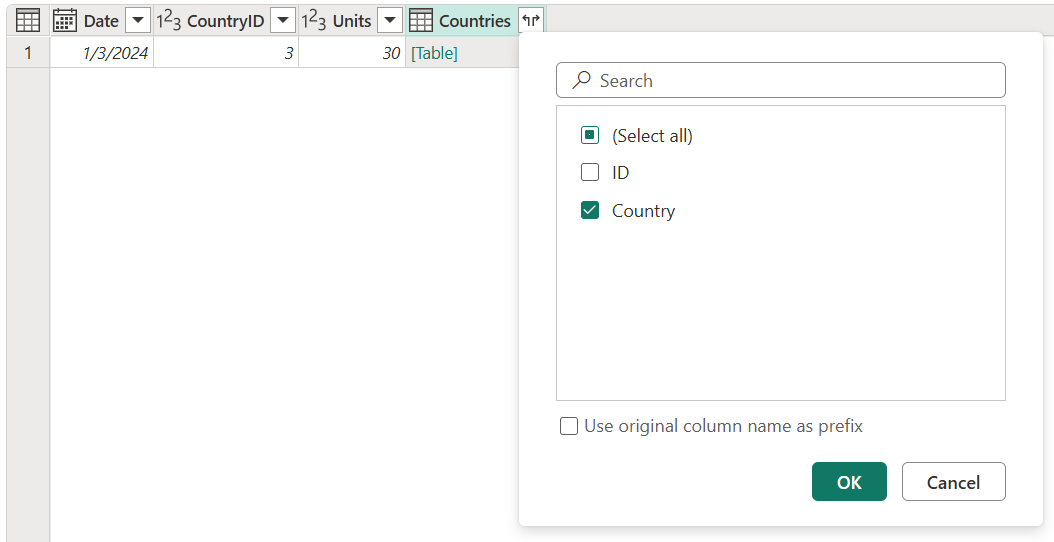 Date 123 CountryID 123 Units Countries
1 1/3/2024 3 30 [Table]
Search
(Select all)
ID
Country
Use original column name as prefix
OK Cancel